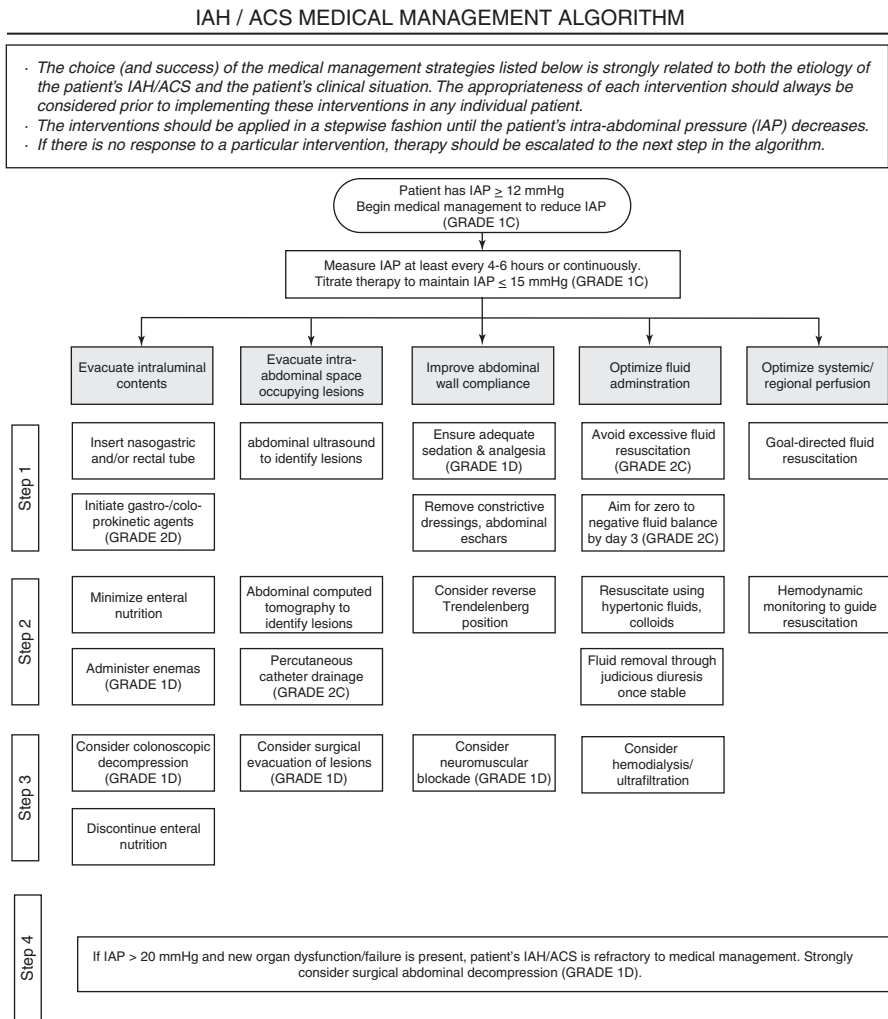 IAH / ACS MEDICAL MANAGEMENT ALGORITHM
· The choice (and success) of the medical management strategies listed below is strongly related to both the etiology of
the patient's IAH/ACS and the patient's clinical situation. The appropriateness of each intervention should always be
considered prior to implementing these interventions in any individual patient.
· The interventions should be applied in a stepwise fashion until the patient's intra-abdominal pressure (IAP) decreases.
· If there is no response to a particular intervention, therapy should be escalated to the next step in the algorithm.
Patient has IAP ≥ 12 mmHg
Begin medical management to reduce IAP
(GRADE 1C)
Measure IAP at least every 4-6 hours or continuously.
Titrate therapy to maintain IAP ≤ 15 mmHg (GRADE 1C)
Evacuate intraluminal
contents
Evacuate intra-
abdominal space
occupying lesions
Improve abdominal
wall compliance
Optimize fluid
adminstration
Optimize systemic/
regional perfusion
Step 1
Insert nasogastric
and/or rectal tube
abdominal ultrasound
to identify lesions
Ensure adequate
sedation & analgesia
(GRADE 1D)
Avoid excessive fluid
resuscitation
(GRADE 2C)
Goal-directed fluid
resuscitation
Initiate gastro-/colo-
prokinetic agents
(GRADE 2D)
Remove constrictive
dressings, abdominal
eschars
Aim for zero to
negative fluid balance
by day 3 (GRADE 2C)
Step 2
Minimize enteral
nutrition
Abdominal computed
tomography to
identify lesions
Consider reverse
Trendelenberg
position
Resuscitate using
hypertonic fluids,
colloids
Hemodynamic
monitoring to guide
resuscitation
Administer enemas
(GRADE 1D)
Percutaneous
catheter drainage
(GRADE 2C)
Fluid removal through
judicious diuresis
once stable
Step 3
Consider colonoscopic
decompression
(GRADE 1D)
Consider surgical
evacuation of lesions
(GRADE 1D)
Consider
neuromuscular
blockade (GRADE 1D)
Consider
hemodialysis/
ultrafiltration
Discontinue enteral
nutrition
Step 4
If IAP > 20 mmHg and new organ dysfunction/failure is present, patient's IAH/ACS is refractory to medical management. Strongly
consider surgical abdominal decompression (GRADE 1D).